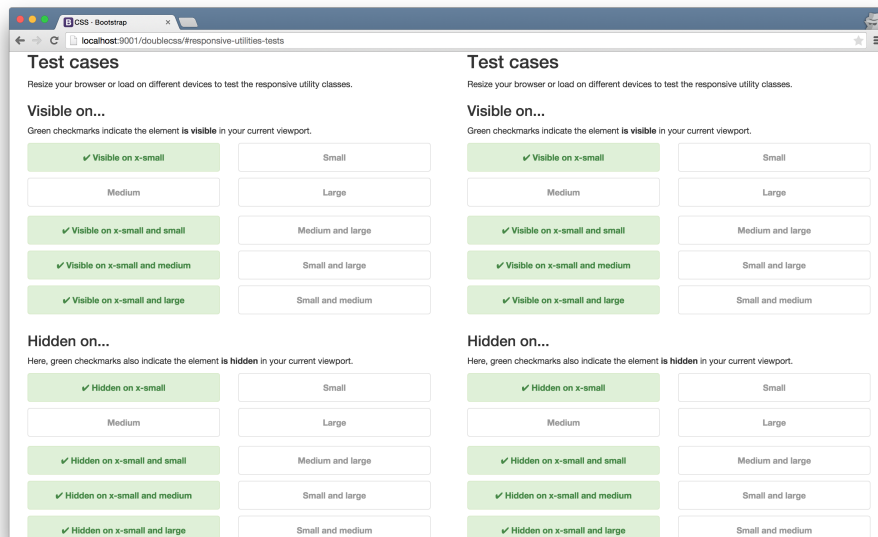 CSS · Bootstrap
localhost:9001/doublecss/#responsive-utilities-tests
Test cases
Resize your browser or load on different devices to test the responsive utility classes.
Visible on...
Green checkmarks indicate the element is visible in your current viewport.
✔ Visible on x-small
Small
Medium
Large
✔ Visible on x-small and small
Medium and large
✔ Visible on x-small and medium
Small and large
✔ Visible on x-small and large
Small and medium
Hidden on...
Here, green checkmarks also indicate the element is hidden in your current viewport.
✔ Hidden on x-small
Small
Medium
Large
✔ Hidden on x-small and small
Medium and large
✔ Hidden on x-small and medium
Small and large
✔ Hidden on x-small and large
Small and medium
Test cases
Resize your browser or load on different devices to test the responsive utility classes.
Visible on...
Green checkmarks indicate the element is visible in your current viewport.
✔ Visible on x-small
Small
Medium
Large
✔ Visible on x-small and small
Medium and large
✔ Visible on x-small and medium
Small and large
✔ Visible on x-small and large
Small and medium
Hidden on...
Here, green checkmarks also indicate the element is hidden in your current viewport.
✔ Hidden on x-small
Small
Medium
Large
✔ Hidden on x-small and small
Medium and large
✔ Hidden on x-small and medium
Small and large
✔ Hidden on x-small and large
Small and medium